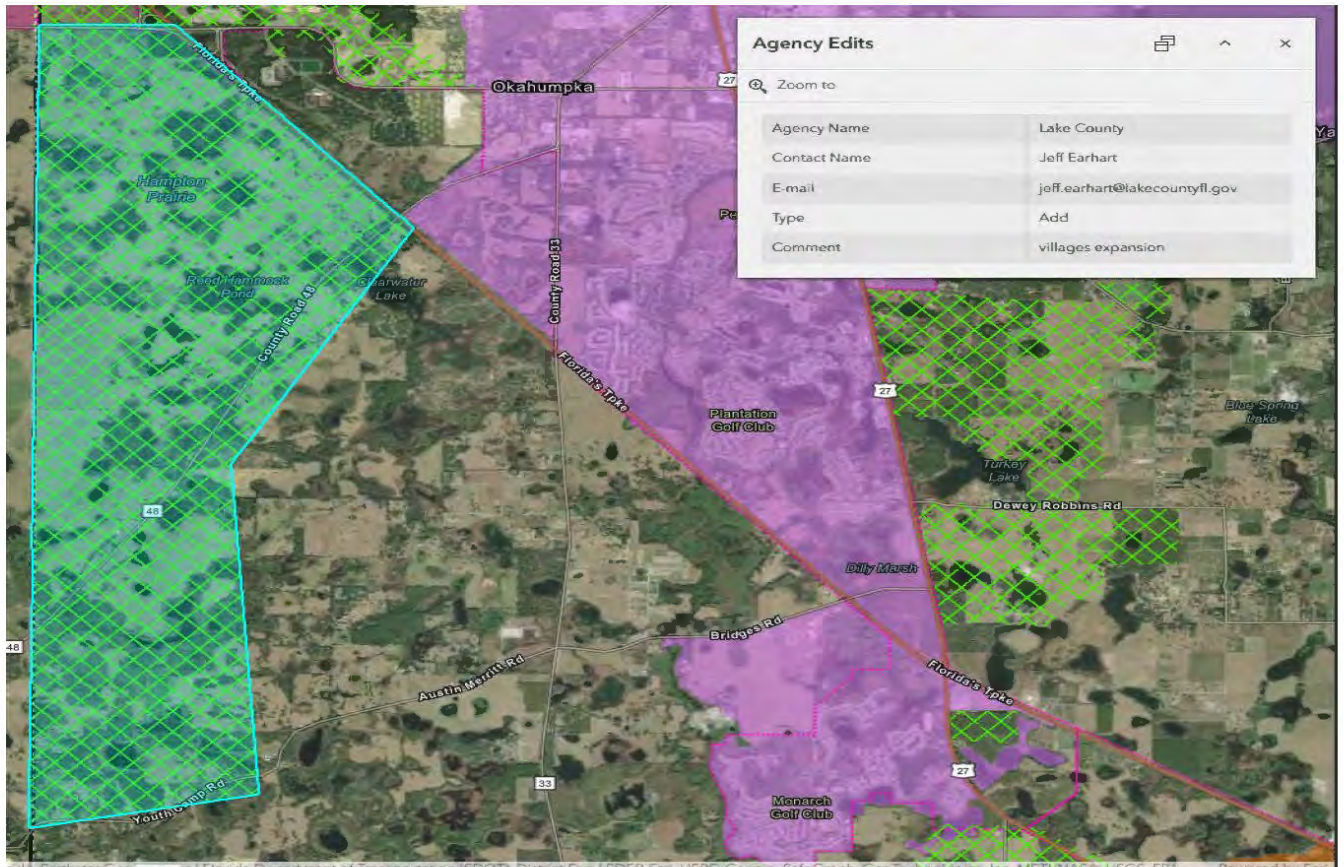 Agency Edits
Zoom to
Agency Name Lake County
Contact Name Jeff Earhart
E-mail jeff.earhart@lakecountyfl.gov
Type Add
Comment villages expansion
Florida's Tpke
Okahumpka
27
Ya
Hampton
Prairie
Pe
Reed Hammock
Pond
Clearwater
Lake
County Road 33
County Road 48
Florida's Tpke
27
Plantation
Golf Club
Blue Spring
Lake
Turkey
Lake
48
Dewey Robbins Rd
Dilly Marsh
Bridges Rd
48
Austin Merritt Rd
Florida's Tpke
33
27
Youth Camp Rd
Monarch
Golf Club